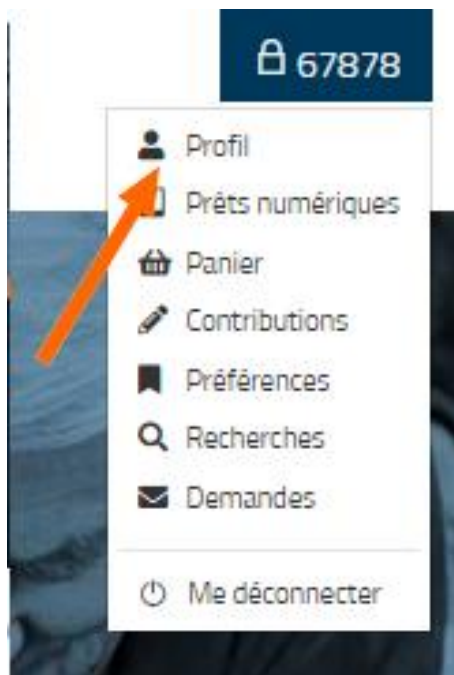 67878
Profil
Prêts numériques
Panier
Contributions
Préférences
Recherches
Demandes
Me déconnecter